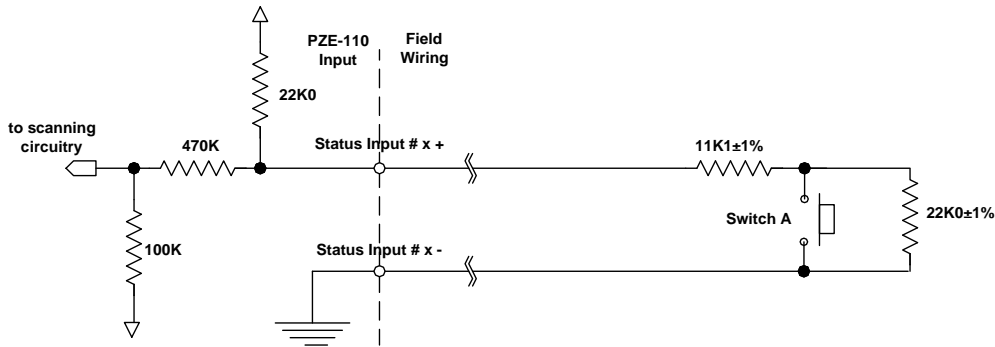 PZE-110
Input
Field
Wiring
22K0
to scanning
circuitry
470K
Status Input # x +
11K1±1%
Switch A
22K0±1%
100K
Status Input # x -